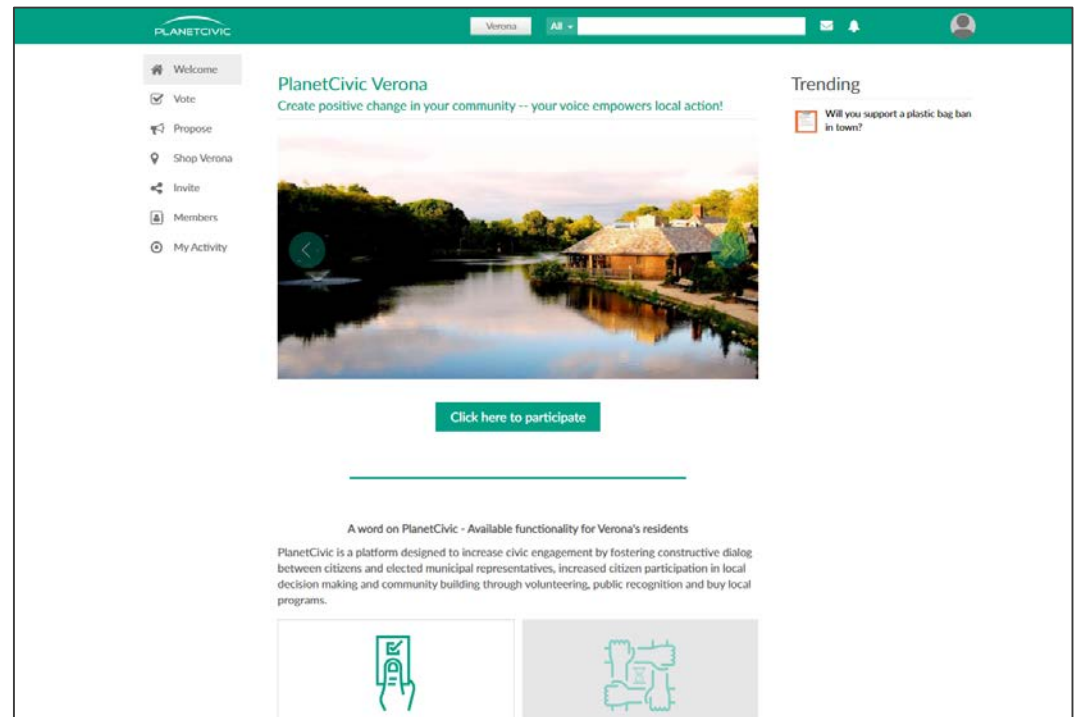 PLANETCIVIC
Verona
All
Welcome
Vote
Propose
Shop Verona
Invite
Members
My Activity
PlanetCivic Verona
Create positive change in your community -- your voice empowers local action!
Click here to participate
A word on PlanetCivic - Available functionality for Verona's residents
PlanetCivic is a platform designed to increase civic engagement by fostering constructive dialog
between citizens and elected municipal representatives, increased citizen participation in local
decision making and community building through volunteering, public recognition and buy local
programs.
Trending
Will you support a plastic bag ban
in town?